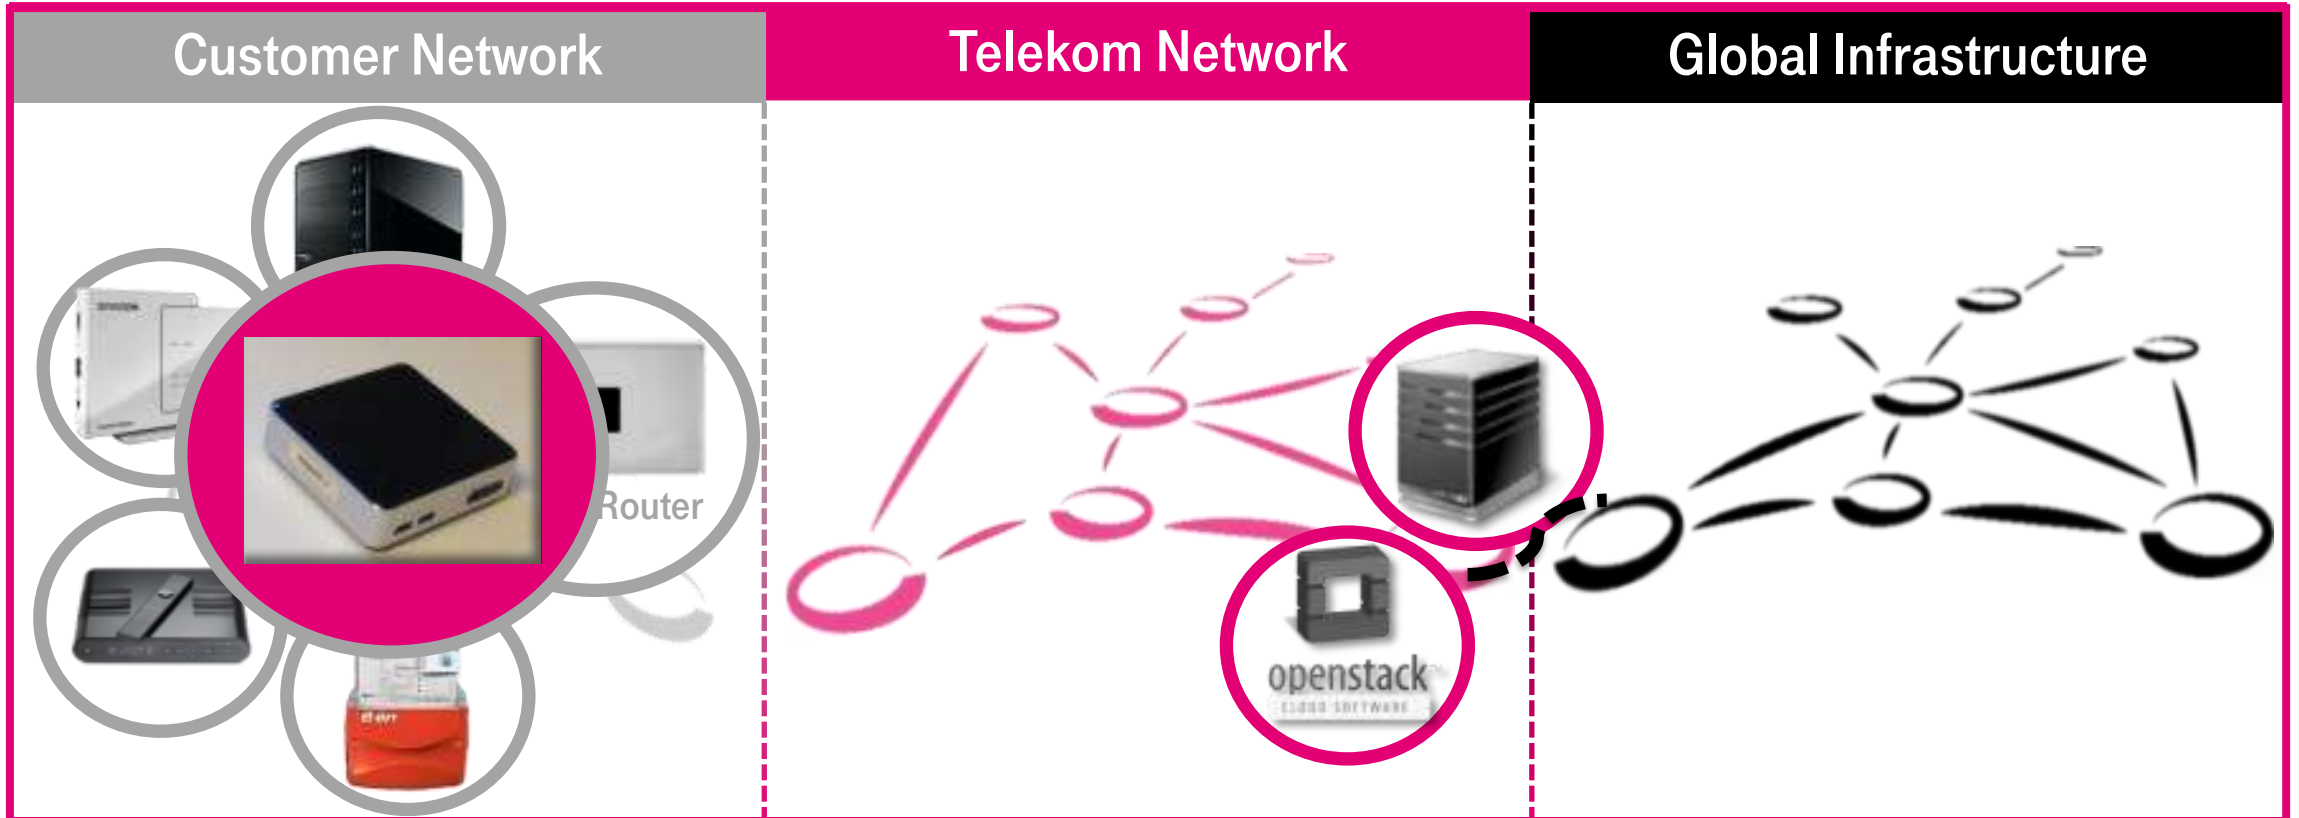 Customer Network
Telekom Network
Global Infrastructure
Router
openstack
CLOUD SOFTWARE